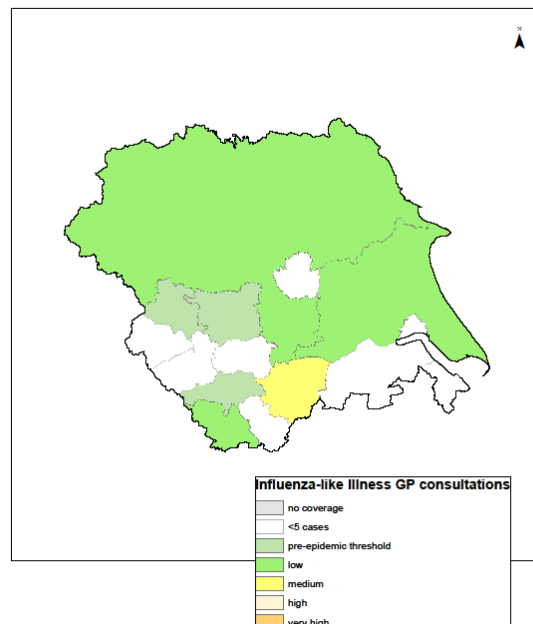 N
Influenza-like Illness GP consultations
no coverage
<5 cases
pre-epidemic threshold
low
medium
high
very high